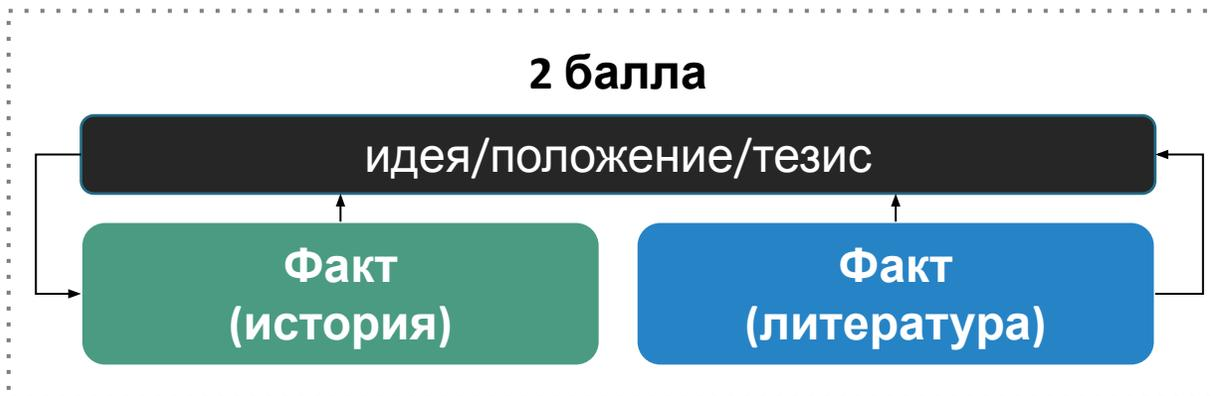 2 балла
идея/положение/тезис
Факт
(история)
Факт
(литература)